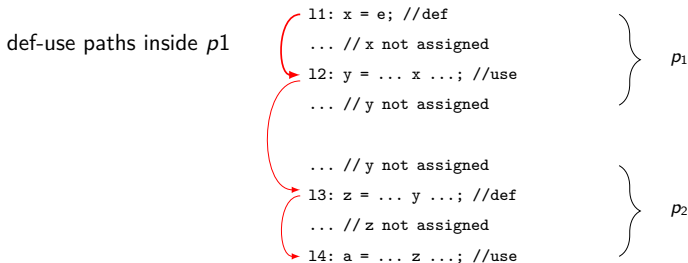 l1: x = e; //def
def-use paths inside p1
... // x not assigned
p1
l2: y = ... x ...; //use
... // y not assigned
... // y not assigned
l3: z = ... y ...; //def
p2
... // z not assigned
l4: a = ... z ...; //use